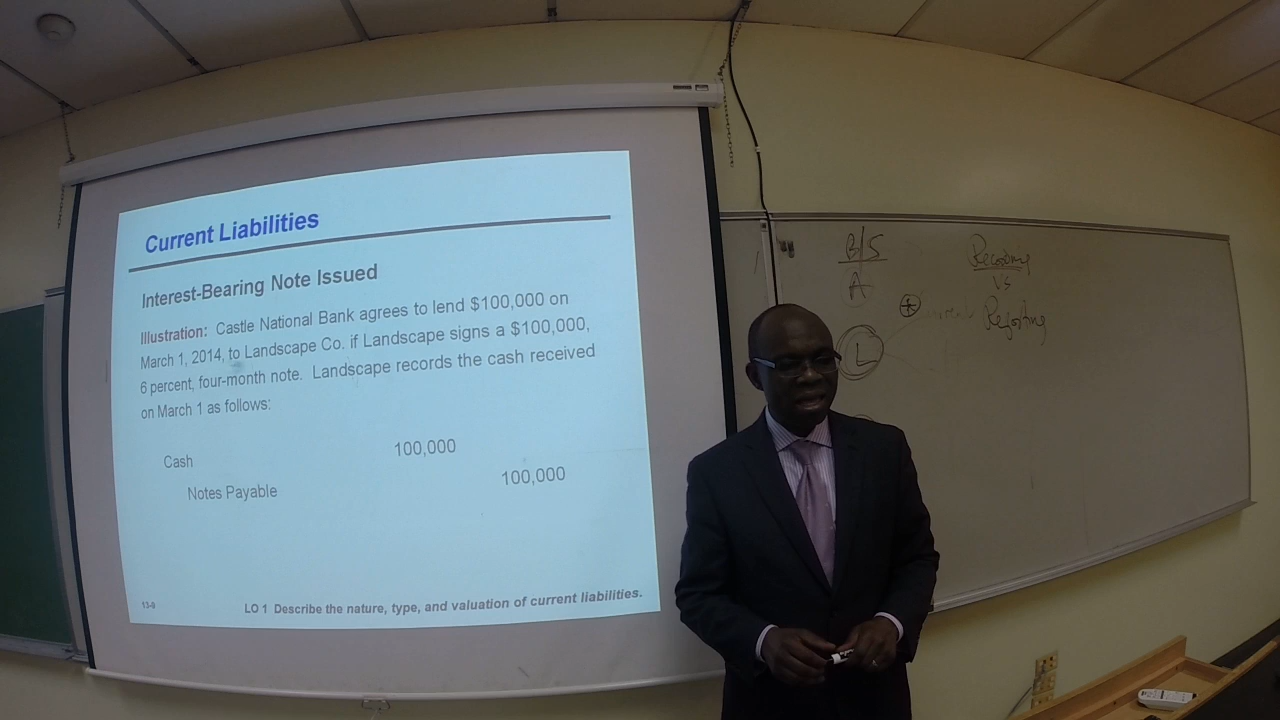 Current Liabilities
Interest-Bearing Note Issued
Illustration: Castle National Bank agrees to lend $100,000 on
March 1, 2014, to Landscape Co. if Landscape signs a $100,000,
6 percent, four-month note. Landscape records the cash received
on March 1 as follows:
Cash 100,000
Notes Payable 100,000
13-9
LO 1 Describe the nature, type, and valuation of current liabilities.
B/S
A
L
+ Current
Recording
vs
Reporting